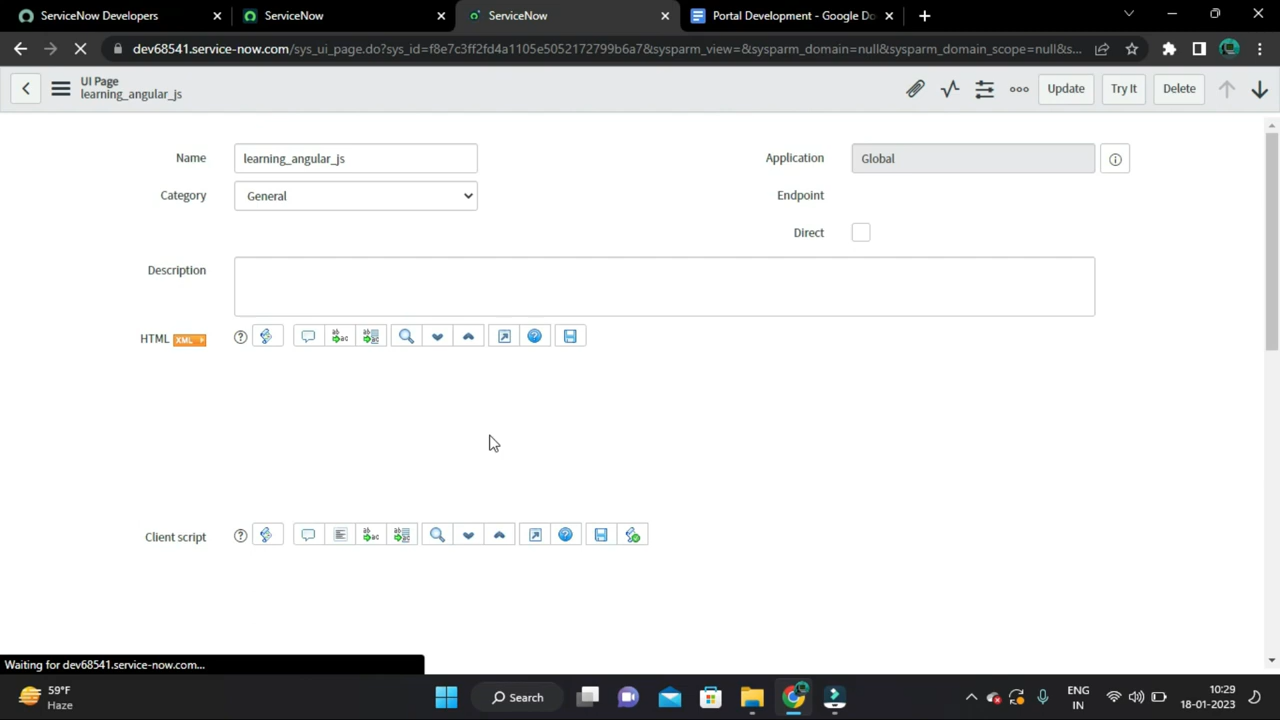 ServiceNow Developers
ServiceNow
ServiceNow
Portal Development - Google Do
dev68541.service-now.com/sys_ui_page.do?sys_id=f8e7c3ff2fd4a1105e5052172799b6a7&sysparm_view=&sysparm_domain=null&sysparm_domain_scope=null&s...
UI Page
learning_angular_js
Update
Try It
Delete
Name
learning_angular_js
Application
Global
Category
General
Endpoint
Direct
Description
HTML XML
Client script
Waiting for dev68541.service-now.com...
59°F
Haze
Search
ENG
IN
10:29
18-01-2023